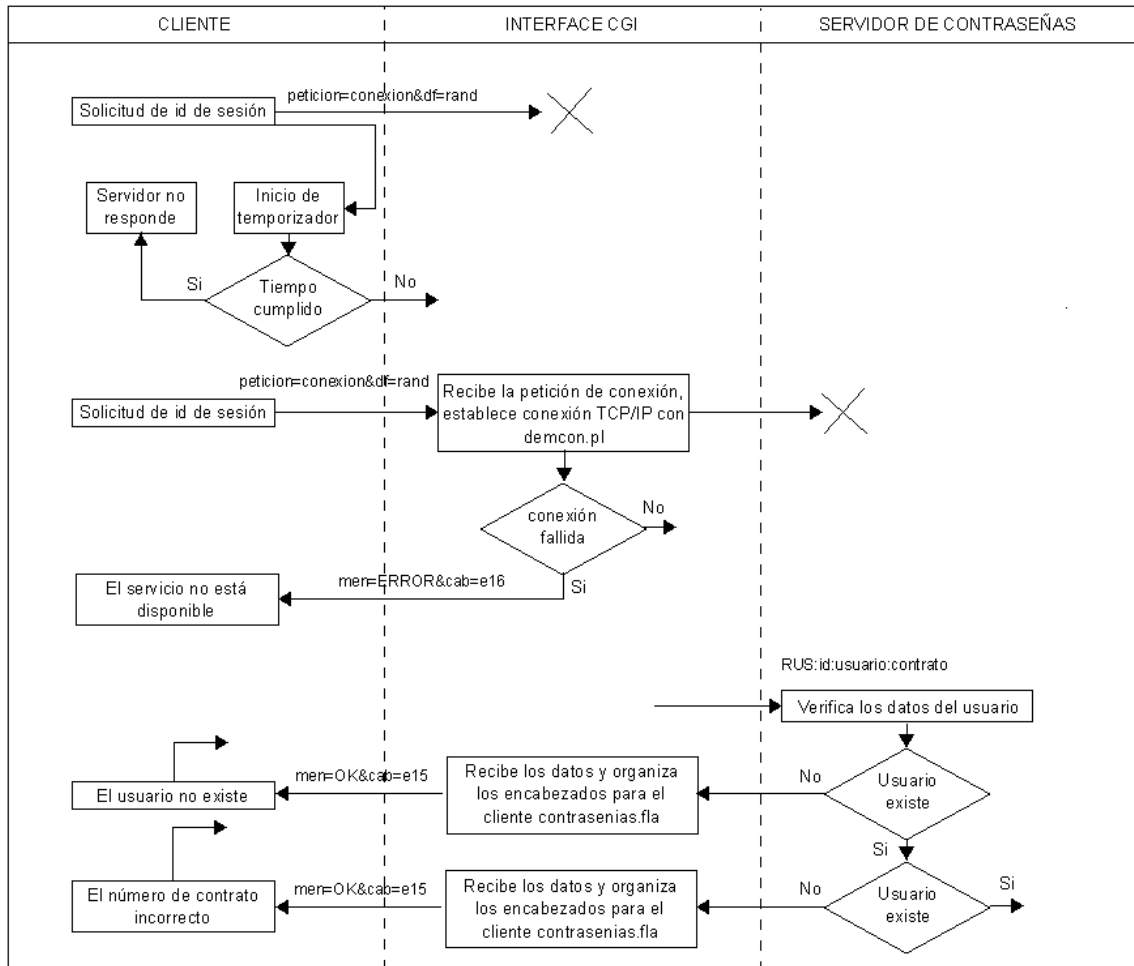 CLIENTE
INTERFACE CGI
SERVIDOR DE CONTRASEÑAS
peticion=conexion&df=rand
Solicitud de id de sesión
Servidor no
responde
Inicio de
temporizador
Si
Tiempo
cumplido
No
peticion=conexion&df=rand
Solicitud de id de sesión
Recibe la petición de conexión,
establece conexión TCP/IP con
demcon.pl
conexión
fallida
No
Si
men=ERROR&cab=e16
El servicio no está
disponible
RUS:id:usuario:contrato
Verifica los datos del usuario
Usuario
existe
No
Recibe los datos y organiza
los encabezados para el
cliente contrasenias.fla
men=OK&cab=e15
El usuario no existe
Si
Usuario
existe
Si
No
Recibe los datos y organiza
los encabezados para el
cliente contrasenias.fla
men=OK&cab=e15
El número de contrato
incorrecto